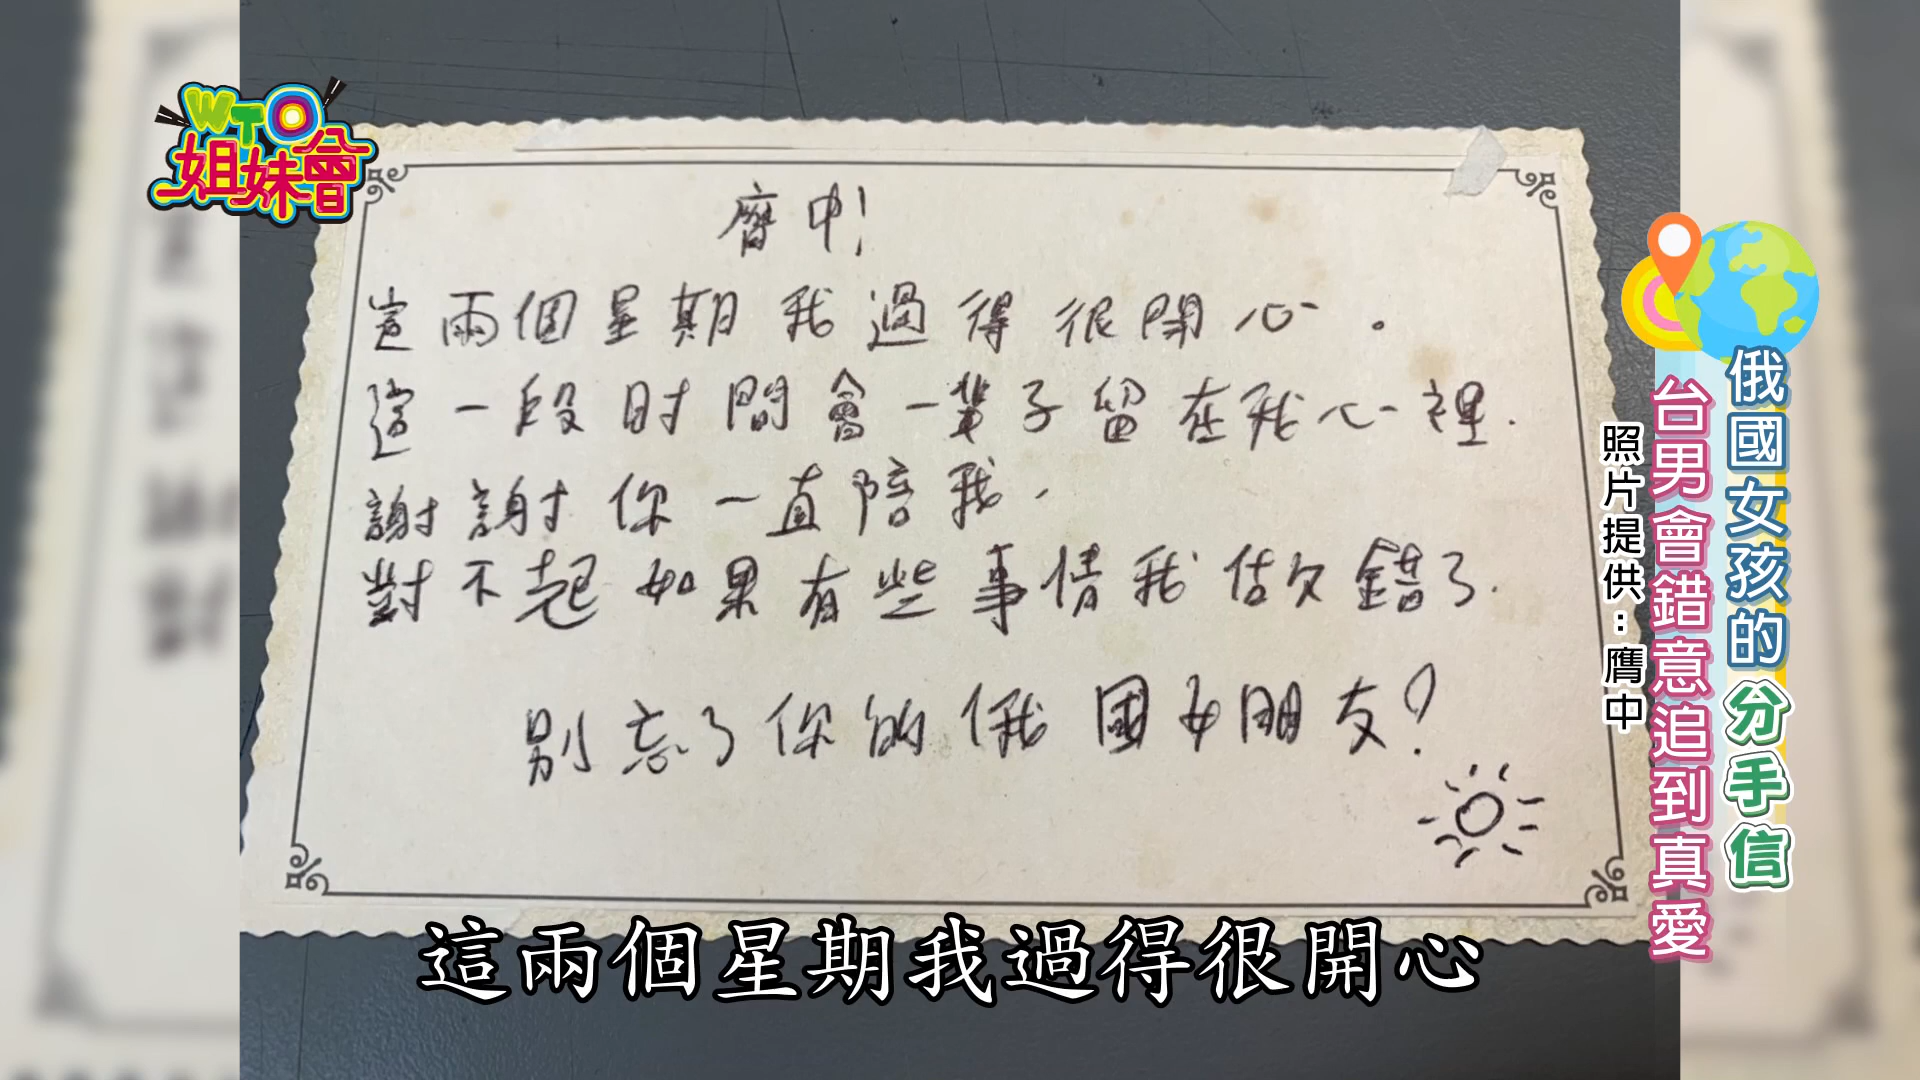 WTO
姐妹會
膺中!
這兩個星期我過得很開心。
這一段时間會一輩子留在我心裡.
謝謝你一直陪我.
對不起如果有些事情我做錯了.
別忘了你的俄國女朋友?
俄國女孩的分手信
台男會錯意追到真愛
照片提供:膺中
這兩個星期我過得很開心